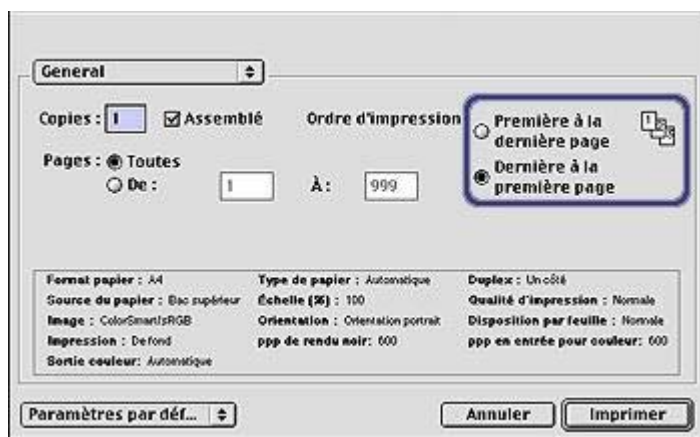 General
Copies : 1 Assemblé Ordre d'impression
Première à la
dernière page
Dernière à la
première page
Pages : Toutes
De : 1 À : 999
Format papier : A4 Type de papier : Automatique Duplex : Un côté
Source du papier : Bac supérieur Échelle (%) : 100 Qualité d'impression : Normale
Image : ColorSmart/sRGB Orientation : Orientation portrait Disposition par feuille : Normale
Impression : De fond ppp de rendu noir: 600 ppp en entrée pour couleur: 600
Sortie couleur: Automatique
Paramètres par déf... Annuler Imprimer